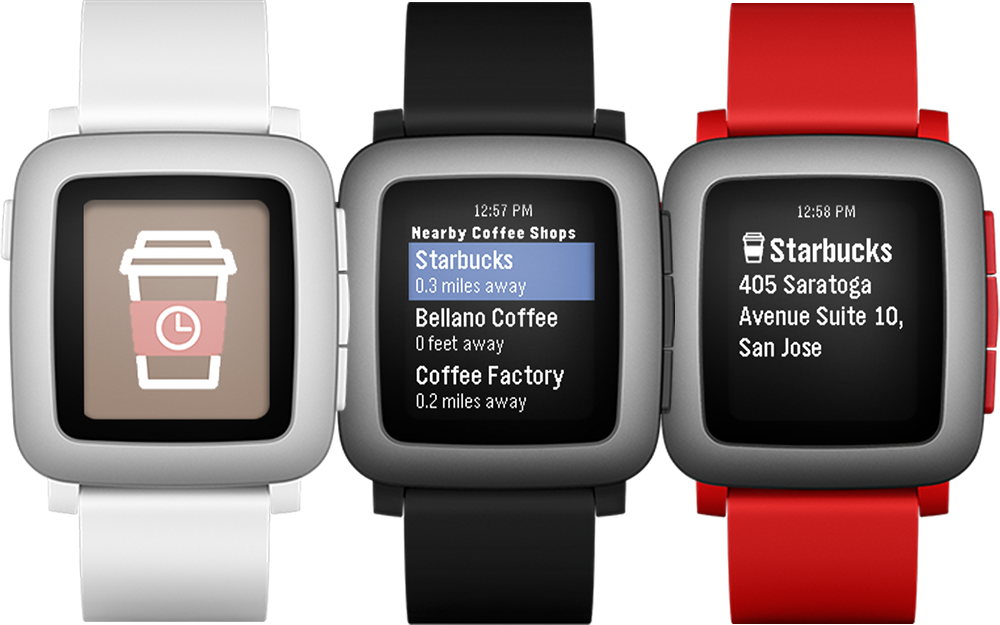 12:57 PM
Nearby Coffee Shops
Starbucks
0.3 miles away
Bellano Coffee
0 feet away
Coffee Factory
0.2 miles away
12:58 PM
Starbucks
405 Saratoga
Avenue Suite 10,
San Jose